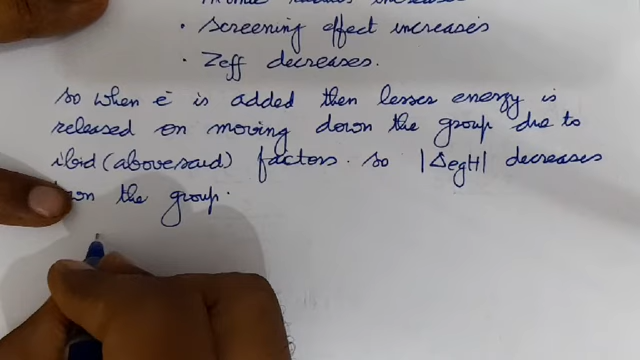 · Screening effect increases
· Zeff decreases.
so when e⁻ is added then lesser energy is
released on moving down the group due to
ibid (abovesaid) factors. so |ΔegH| decreases
the group.